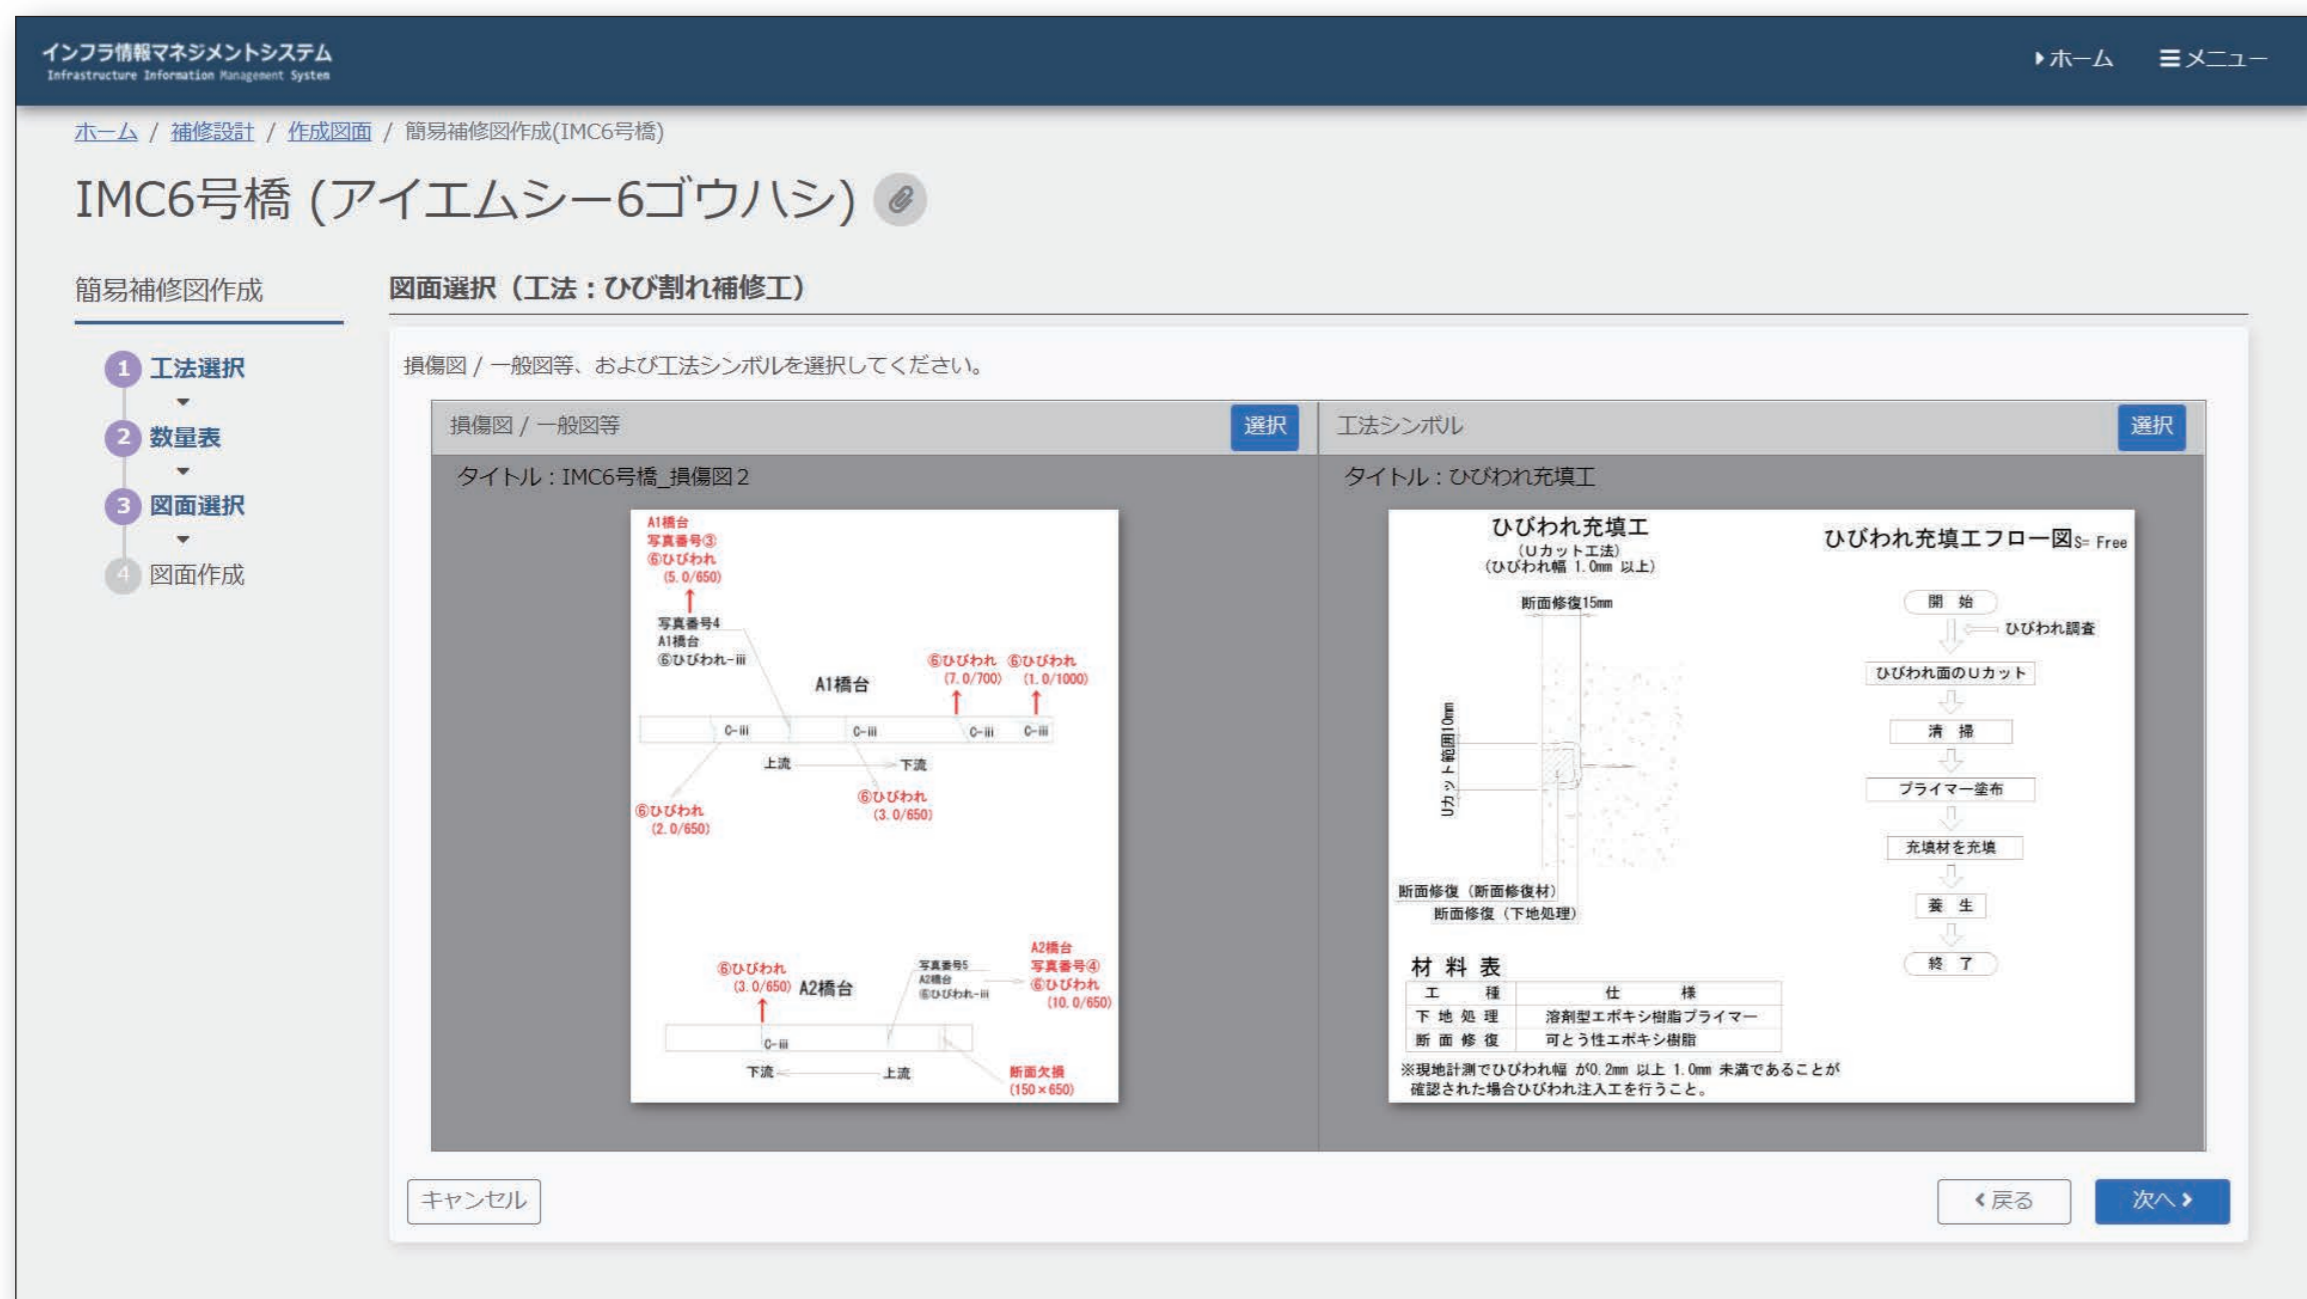 インフラ情報マネジメントシステム
Infrastructure Information Management System
ホーム
メニュー
ホーム / 補修設計 / 作成図面 / 簡易補修図作成(IMC6号橋)
IMC6号橋 (アイエムシー6ゴウハシ)
簡易補修図作成
1 工法選択
2 数量表
3 図面選択
4 図面作成
図面選択（工法：ひび割れ補修工）
損傷図 / 一般図等、および工法シンボルを選択してください。
損傷図 / 一般図等
選択
タイトル：IMC6号橋_損傷図２
A1橋台
写真番号③
⑥ひびわれ
(5.0/650)
写真番号4
A1橋台
⑥ひびわれ-ⅲ
A1橋台
⑥ひびわれ
(7.0/700)
⑥ひびわれ
(1.0/1000)
C-ⅲ
C-ⅲ
C-ⅲ
C-ⅲ
上流
下流
⑥ひびわれ
(2.0/650)
⑥ひびわれ
(3.0/650)
⑥ひびわれ
(3.0/650)
A2橋台
写真番号5
A2橋台
⑥ひびわれ-ⅲ
A2橋台
写真番号④
⑥ひびわれ
(10.0/650)
C-ⅲ
下流
上流
断面欠損
(150×650)
工法シンボル
選択
タイトル：ひびわれ充填工
ひびわれ充填工
（Ｕカット工法）
（ひびわれ幅 1.0mm 以上）
断面修復15mm
Uカット範囲10mm
断面修復（断面修復材）
断面修復（下地処理）
材 料 表
工 種 仕 様
下 地 処 理 溶剤型エポキシ樹脂プライマー
断 面 修 復 可とう性エポキシ樹脂
※現地計測でひびわれ幅 が0.2mm 以上 1.0mm 未満であることが
確認された場合ひびわれ注入工を行うこと。
ひびわれ充填工フロー図S= Free
開 始
ひびわれ調査
ひびわれ面のＵカット
清 掃
プライマー塗布
充填材を充填
養 生
終 了
キャンセル
戻る
次へ